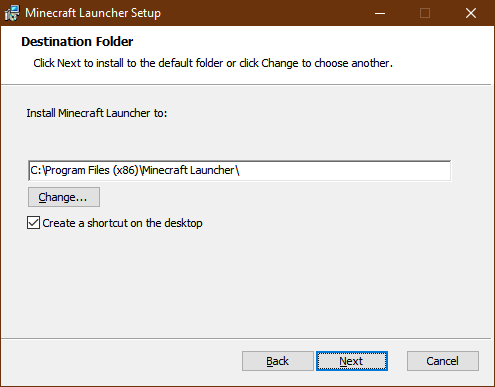 Minecraft Launcher Setup
Destination Folder
Click Next to install to the default folder or click Change to choose another.
Install Minecraft Launcher to:
C:\Program Files (x86)\Minecraft Launcher\
Change...
Create a shortcut on the desktop
Back Next Cancel